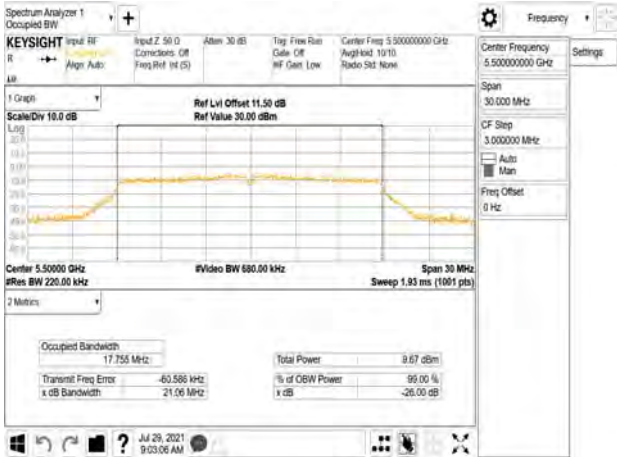 Spectrum Analyzer 1
Occupied BW
Frequency
KEYSIGHT
Input: RF
Input Z: 50 Ω
Atten: 30 dB
Trig: Free Run
Center Freq: 5.500000000 GHz
R
Corrections: Off
Gate: Off
Avg|Hold: 10/10
Align: Auto
Freq Ref: Int (S)
#IF Gain: Low
Radio Std: None
Center Frequency
5.500000000 GHz
Settings
Span
30.000 MHz
CF Step
3.000000 MHz
Auto
Man
Freq Offset
0 Hz
1 Graph
Scale/Div 10.0 dB
Ref Lvl Offset 11.50 dB
Ref Value 30.00 dBm
Log
Center 5.50000 GHz
#Video BW 680.00 kHz
Span 30 MHz
#Res BW 220.00 kHz
Sweep 1.93 ms (1001 pts)
2 Metrics
Occupied Bandwidth
17.755 MHz
Total Power
9.67 dBm
Transmit Freq Error
-60.586 kHz
% of OBW Power
99.00 %
x dB Bandwidth
21.06 MHz
x dB
-26.00 dB
Jul 29, 2021
9:03:06 AM